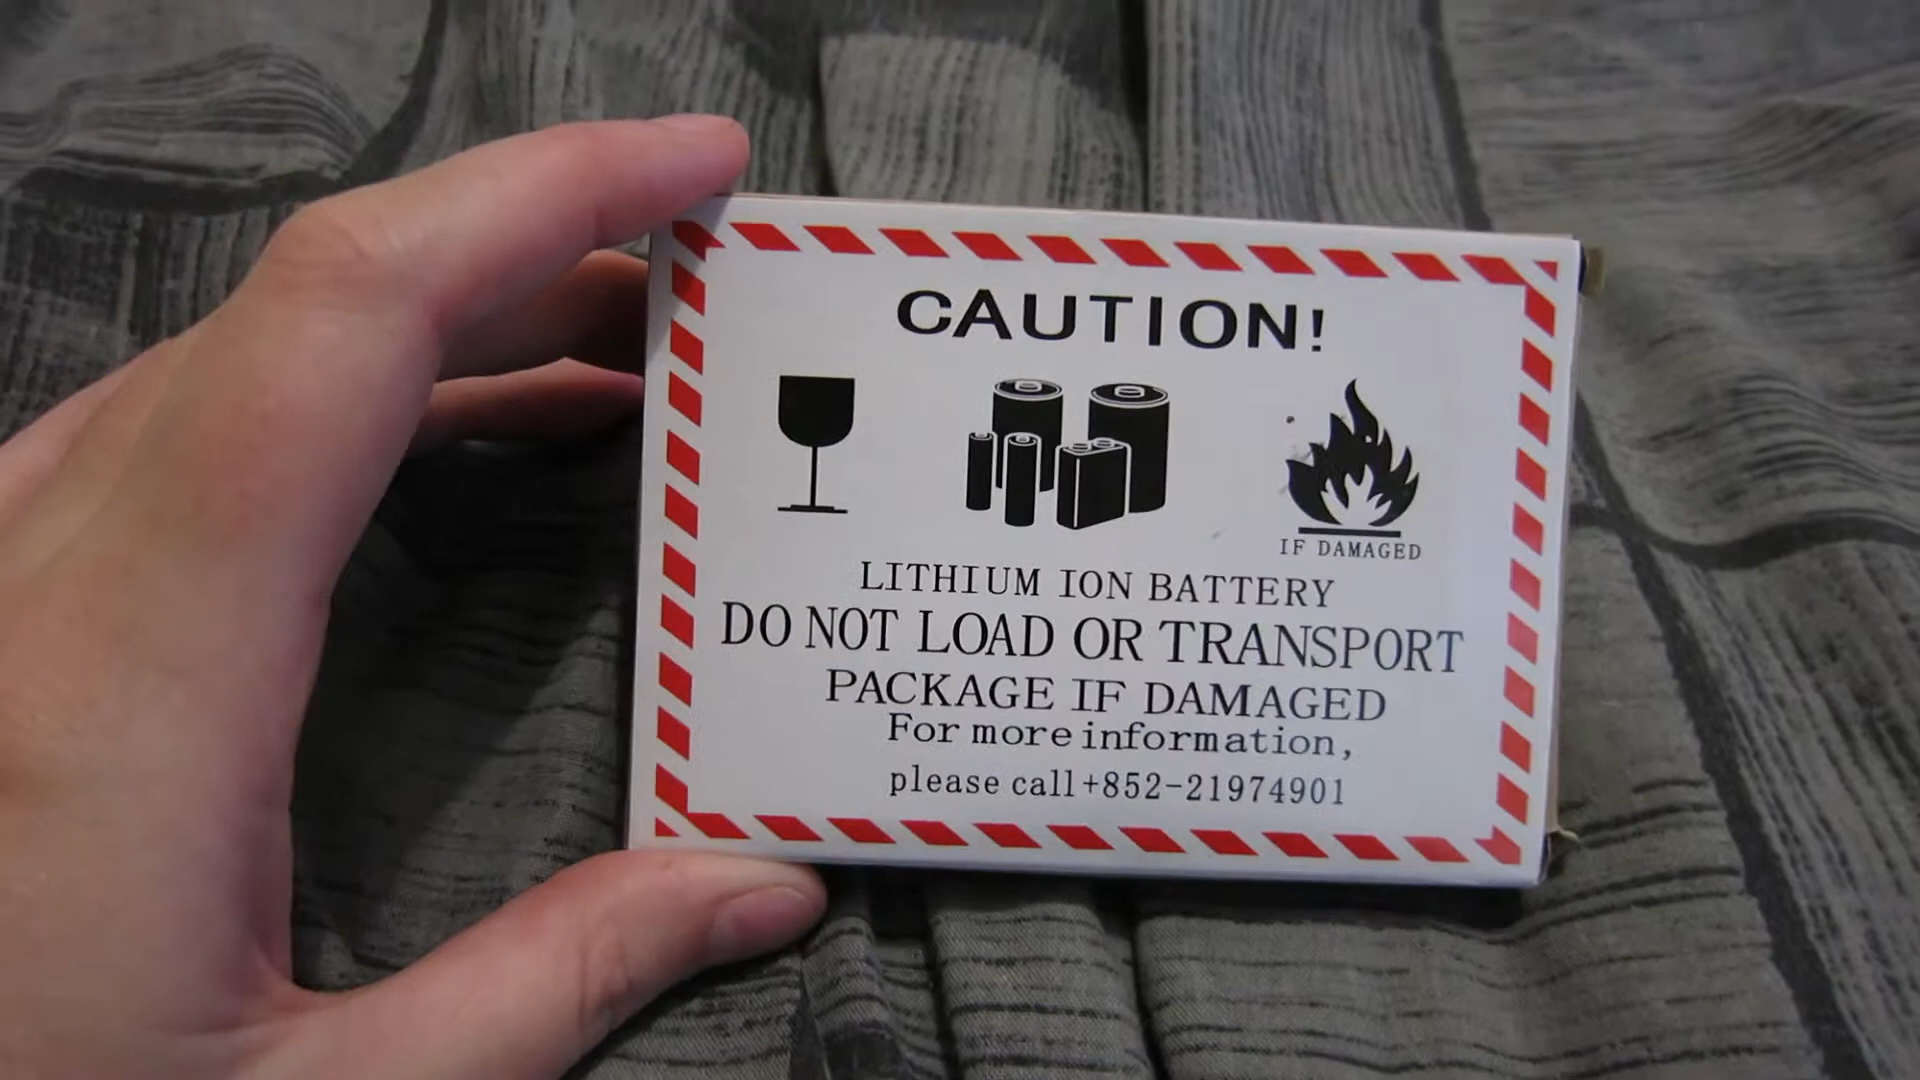 CAUTION!
IF DAMAGED
LITHIUM ION BATTERY
DO NOT LOAD OR TRANSPORT
PACKAGE IF DAMAGED
For more information,
please call +852-21974901